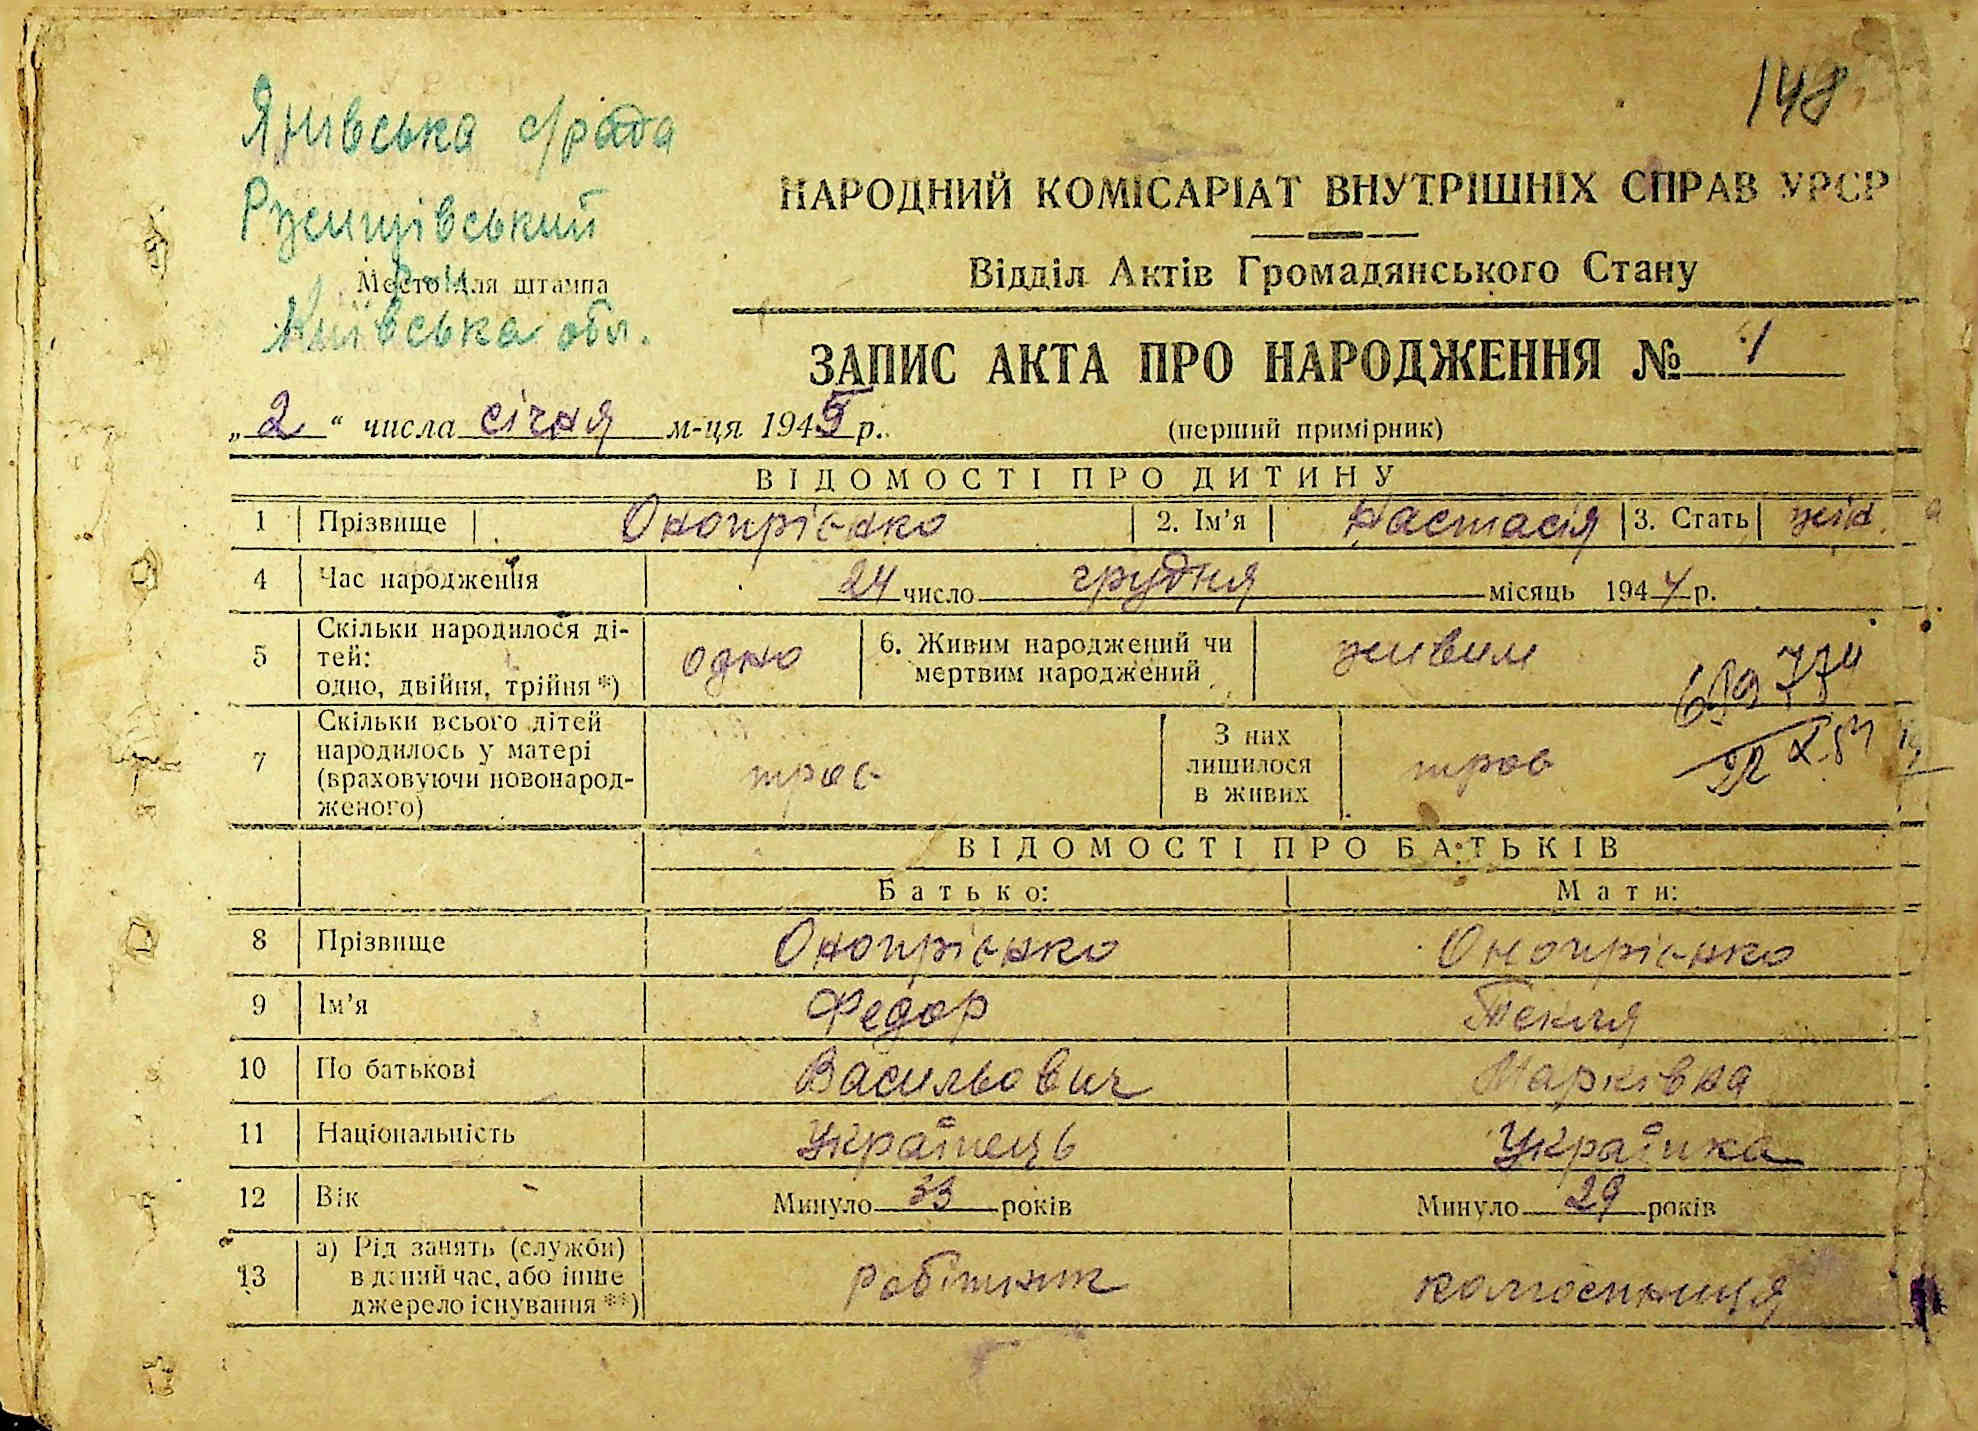 148
Янівська с/рада
Ржищівський
р-н
Место для штампа
Київська обл.
НАРОДНИЙ КОМІСАРІАТ ВНУТРІШНІХ СПРАВ УРСР
Відділ Актів Громадянського Стану
ЗАПИС АКТА ПРО НАРОДЖЕННЯ № 1
„2“ числа січня м-ця 1945 р.
(перший примірник)
ВІДОМОСТІ ПРО ДИТИНУ
1 Прізвище Онопрієнко 2. Ім’я Настасія 3. Стать жін.
4 Час народження 24 число грудня місяць 1944 р.
5 Скільки народилося ді-
тей:
одно, двійня, трійня *) одно
6. Живим народжений чи
мертвим народжений живим
7 Скільки всього дітей
народилось у матері
(враховуючи новонарод-
женого) троє
З них
лишилося
в живих троє
ВІДОМОСТІ ПРО БАТЬКІВ
Батько: Мати:
8 Прізвище Онопрієнко Онопрієнко
9 Ім’я Федор Текля
10 По батькові Васильович Марківна
11 Національність Українець Українка
12 Вік Минуло 33 років Минуло 29 років
13 а) Рід занять (служби)
в даний час, або інше
джерело існування **) робітник колгоспниця